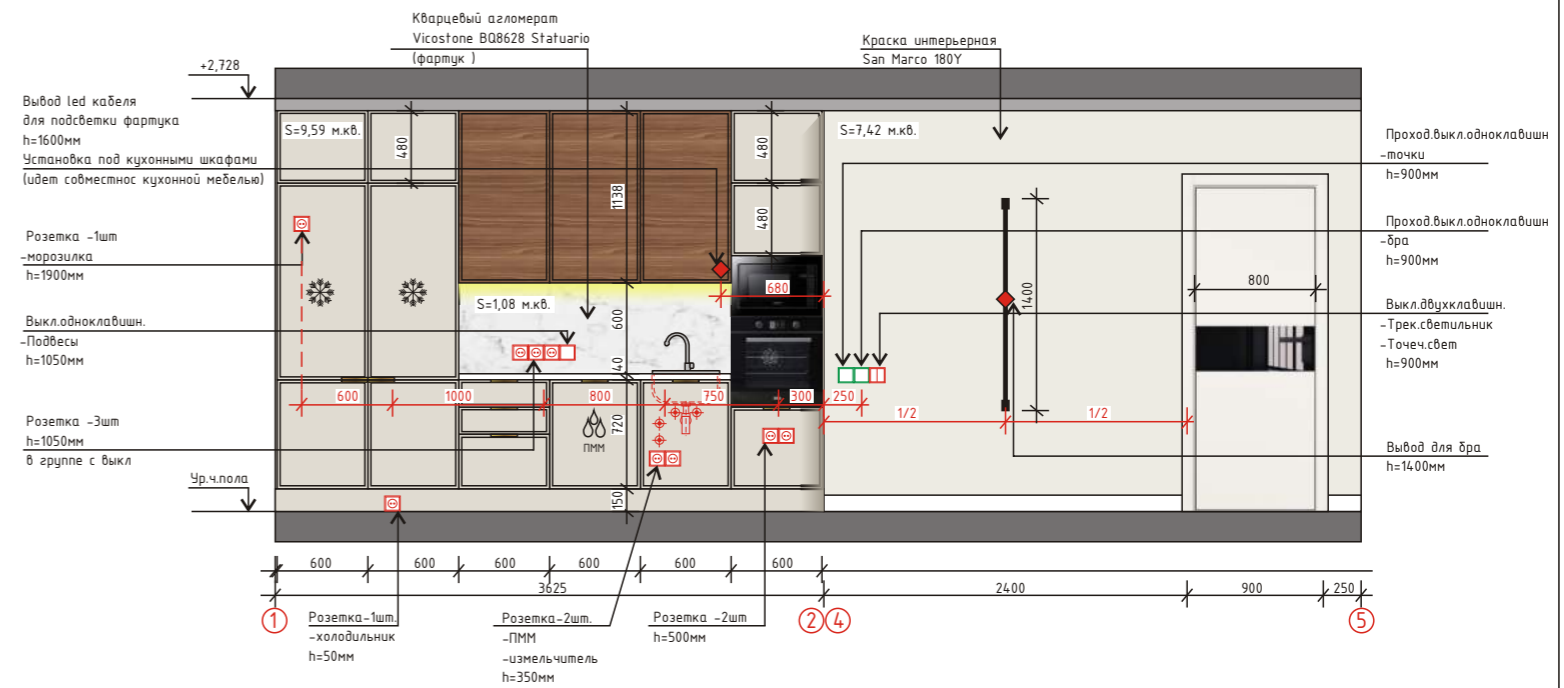 Кварцевый агломерат
Vicostone BQ8628 Statuario
(фартук )
Краска интерьерная
San Marco 180Y
+2,728
Вывод led кабеля
для подсветки фартука
h=1600мм
Установка под кухонными шкафами
(идет совместнос кухонной мебелью)
Розетка -1шт
-морозилка
h=1900мм
Выкл.одноклавишн.
-Подвесы
h=1050мм
Розетка -3шт
h=1050мм
в группе с выкл
Ур.ч.пола
S=9,59 м.кв.
480
1138
480
480
S=7,42 м.кв.
S=1,08 м.кв.
600
680
1400
800
40
600
1000
800
750
300
250
1/2
1/2
720
ПММ
150
Проход.выкл.одноклавишн
-точки
h=900мм
Проход.выкл.одноклавишн
-бра
h=900мм
Выкл.двухклавишн.
-Трек.светильник
-Точеч.свет
h=900мм
Вывод для бра
h=1400мм
600
600
600
600
600
600
3625
2400
900
250
1
2
4
5
Розетка-1шт.
-холодильник
h=50мм
Розетка-2шт.
-ПММ
-измельчитель
h=350мм
Розетка -2шт
h=500мм